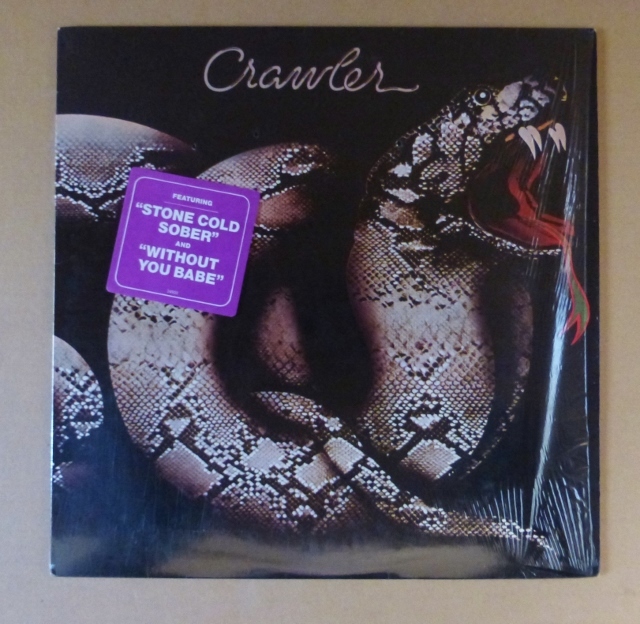 Crawler
FEATURING
"STONE COLD
SOBER"
AND
"WITHOUT
YOU BABE"